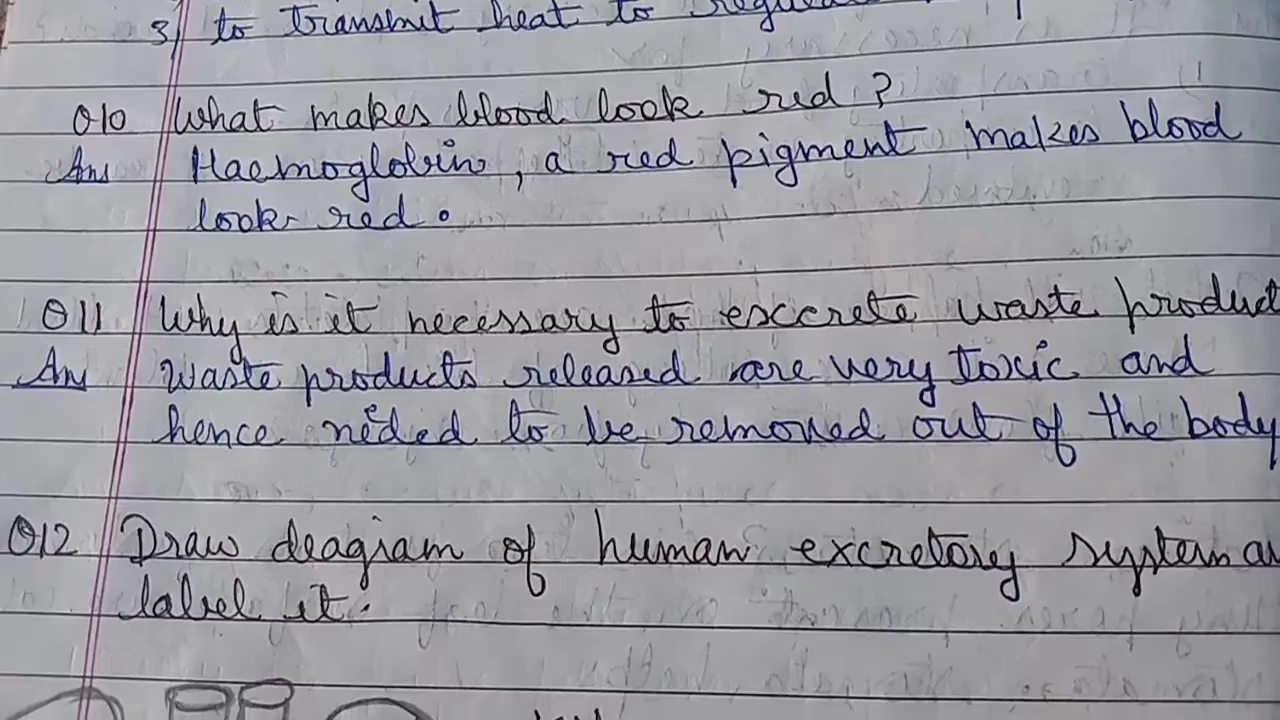 3) to transmit heat to
Q10 What makes blood look red ?
Ans Haemoglobin, a red pigment makes blood
look red.
Q11 Why is it necessary to excrete waste product
Ans Waste products released are very toxic and
hence neded to be removed out of the body
Q12 Draw deagram of human excretory system a
label it.